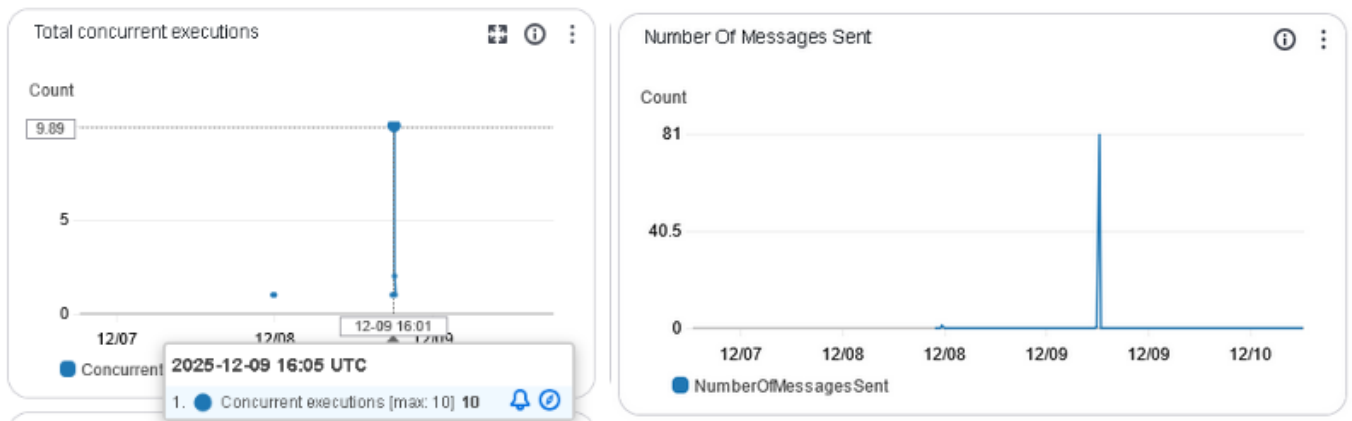 Total concurrent executions
Count
9.89
5
0
12-09 16:01
12/07
12/08
12/09
Concurrent
2025-12-09 16:05 UTC
1. Concurrent executions [max: 10] 10
Number Of Messages Sent
Count
81
40.5
0
12/07
12/08
12/08
12/09
12/09
12/10
NumberOfMessagesSent